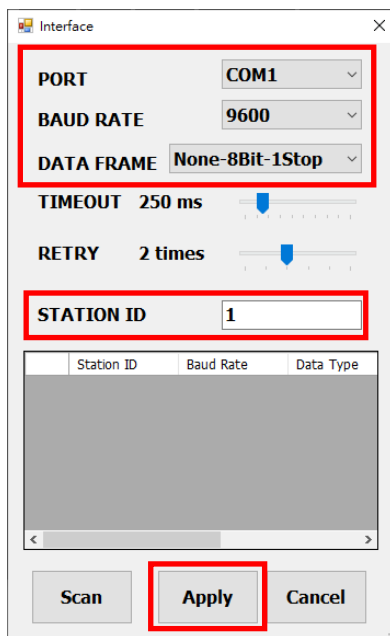 Interface
PORT COM1
BAUD RATE 9600
DATA FRAME None-8Bit-1Stop
TIMEOUT 250 ms
RETRY 2 times
STATION ID 1
Station ID Baud Rate Data Type
Scan Apply Cancel